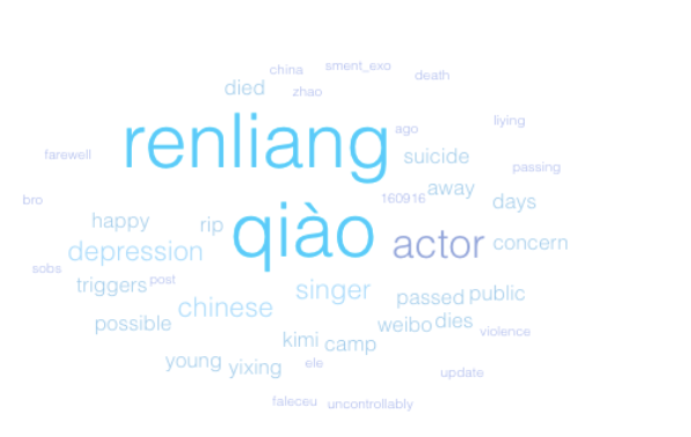 china sment_exo death
died zhao
renliang ago liying
farewell suicide passing
bro 160916 away days
happy rip qiào actor concern
depression
sobs triggers post
chinese singer passed public
possible weibo dies violence
kimi camp
young yixing ele update
faleceu uncontrollably